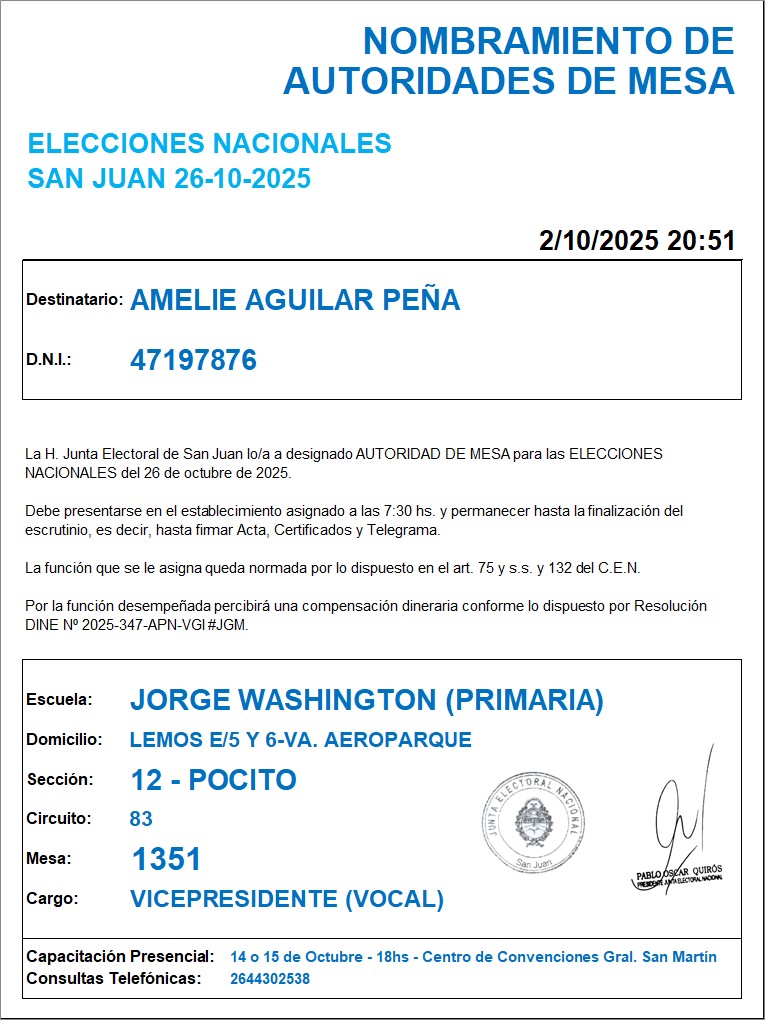 NOMBRAMIENTO DE
AUTORIDADES DE MESA
ELECCIONES NACIONALES
SAN JUAN 26-10-2025
2/10/2025 20:51
Destinatario: AMELIE AGUILAR PEÑA
D.N.I.: 47197876
La H. Junta Electoral de San Juan lo/a a designado AUTORIDAD DE MESA para las ELECCIONES
NACIONALES del 26 de octubre de 2025.
Debe presentarse en el establecimiento asignado a las 7:30 hs. y permanecer hasta la finalización del
escrutinio, es decir, hasta firmar Acta, Certificados y Telegrama.
La función que se le asigna queda normada por lo dispuesto en el art. 75 y s.s. y 132 del C.E.N.
Por la función desempeñada percibirá una compensación dineraria conforme lo dispuesto por Resolución
DINE Nº 2025-347-APN-VGI#JGM.
Escuela: JORGE WASHINGTON (PRIMARIA)
Domicilio: LEMOS E/5 Y 6-VA. AEROPARQUE
Sección: 12 - POCITO
Circuito: 83
Mesa: 1351
Cargo: VICEPRESIDENTE (VOCAL)
JUNTA ELECTORAL NACIONAL
San Juan
PABLO OSCAR QUIRÓS
PRESIDENTE JUNTA ELECTORAL NACIONAL
Capacitación Presencial: 14 o 15 de Octubre - 18hs - Centro de Convenciones Gral. San Martín
Consultas Telefónicas: 2644302538